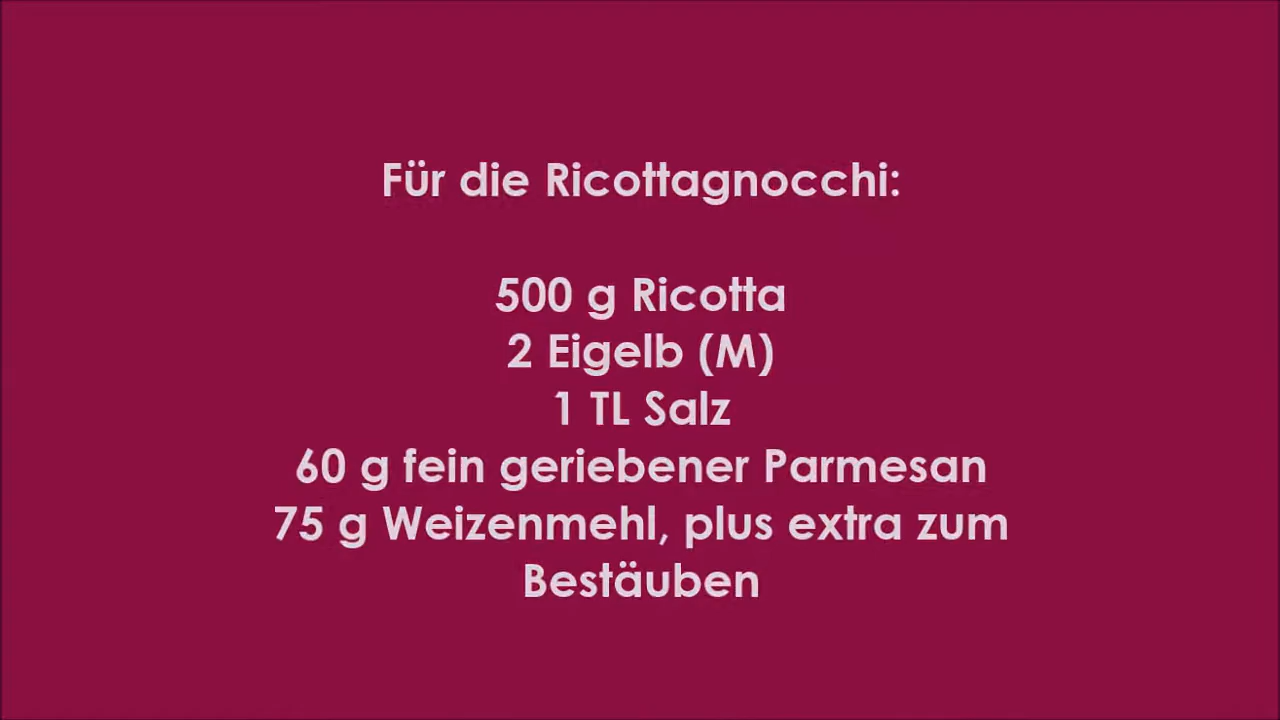 Für die Ricottagnocchi:
500 g Ricotta
2 Eigelb (M)
1 TL Salz
60 g fein geriebener Parmesan
75 g Weizenmehl, plus extra zum
Bestäuben